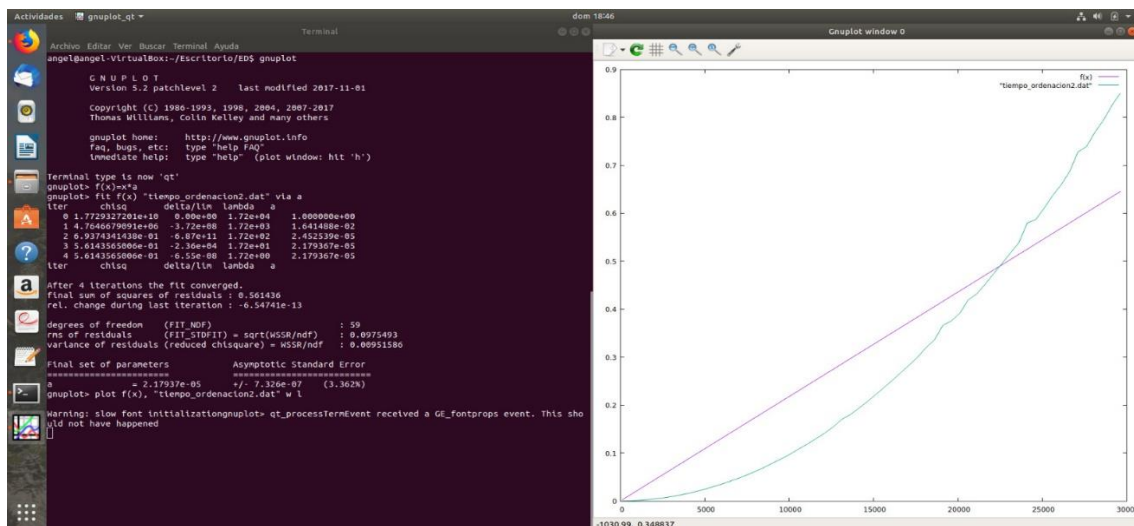 Actividades gnuplot_qt dom 18:46
Terminal
Archivo Editar Ver Buscar Terminal Ayuda
angel@angel-VirtualBox:~/Escritorio/ED$ gnuplot
G N U P L O T
Version 5.2 patchlevel 2 last modified 2017-11-01
Copyright (C) 1986-1993, 1998, 2004, 2007-2017
Thomas Williams, Colin Kelley and many others
gnuplot home: http://www.gnuplot.info
faq, bugs, etc: type "help FAQ"
immediate help: type "help" (plot window: hit 'h')
Terminal type is now 'qt'
gnuplot> f(x)=x*a
gnuplot> fit f(x) "tiempo_ordenacion2.dat" via a
iter chisq delta/lim lambda a
0 1.7729327201e+10 0.00e+00 1.72e+04 1.000000e+00
1 4.7646679091e+06 -3.72e+08 1.72e+03 1.641488e-02
2 6.9374341438e-01 -6.87e+11 1.72e+02 2.452539e-05
3 5.6143565006e-01 -2.36e+04 1.72e+01 2.179367e-05
4 5.6143565006e-01 -6.55e-08 1.72e+00 2.179367e-05
iter chisq delta/lim lambda a
After 4 iterations the fit converged.
final sum of squares of residuals : 0.561436
rel. change during last iteration : -6.54741e-13
degrees of freedom (FIT_NDF) : 59
rms of residuals (FIT_STDFIT) = sqrt(WSSR/ndf) : 0.0975493
variance of residuals (reduced chisquare) = WSSR/ndf : 0.00951586
Final set of parameters Asymptotic Standard Error
======================= ==========================
a = 2.17937e-05 +/- 7.326e-07 (3.362%)
gnuplot> plot f(x), "tiempo_ordenacion2.dat" w l
Warning: slow font initializationgnuplot> qt_processTermEvent received a GE_fontprops event. This sho
uld not have happened
Gnuplot window 0
f(x)
"tiempo_ordenacion2.dat"
0.9
0.8
0.7
0.6
0.5
0.4
0.3
0.2
0.1
0
0 5000 10000 15000 20000 25000 3000
-1030.99, 0.348837